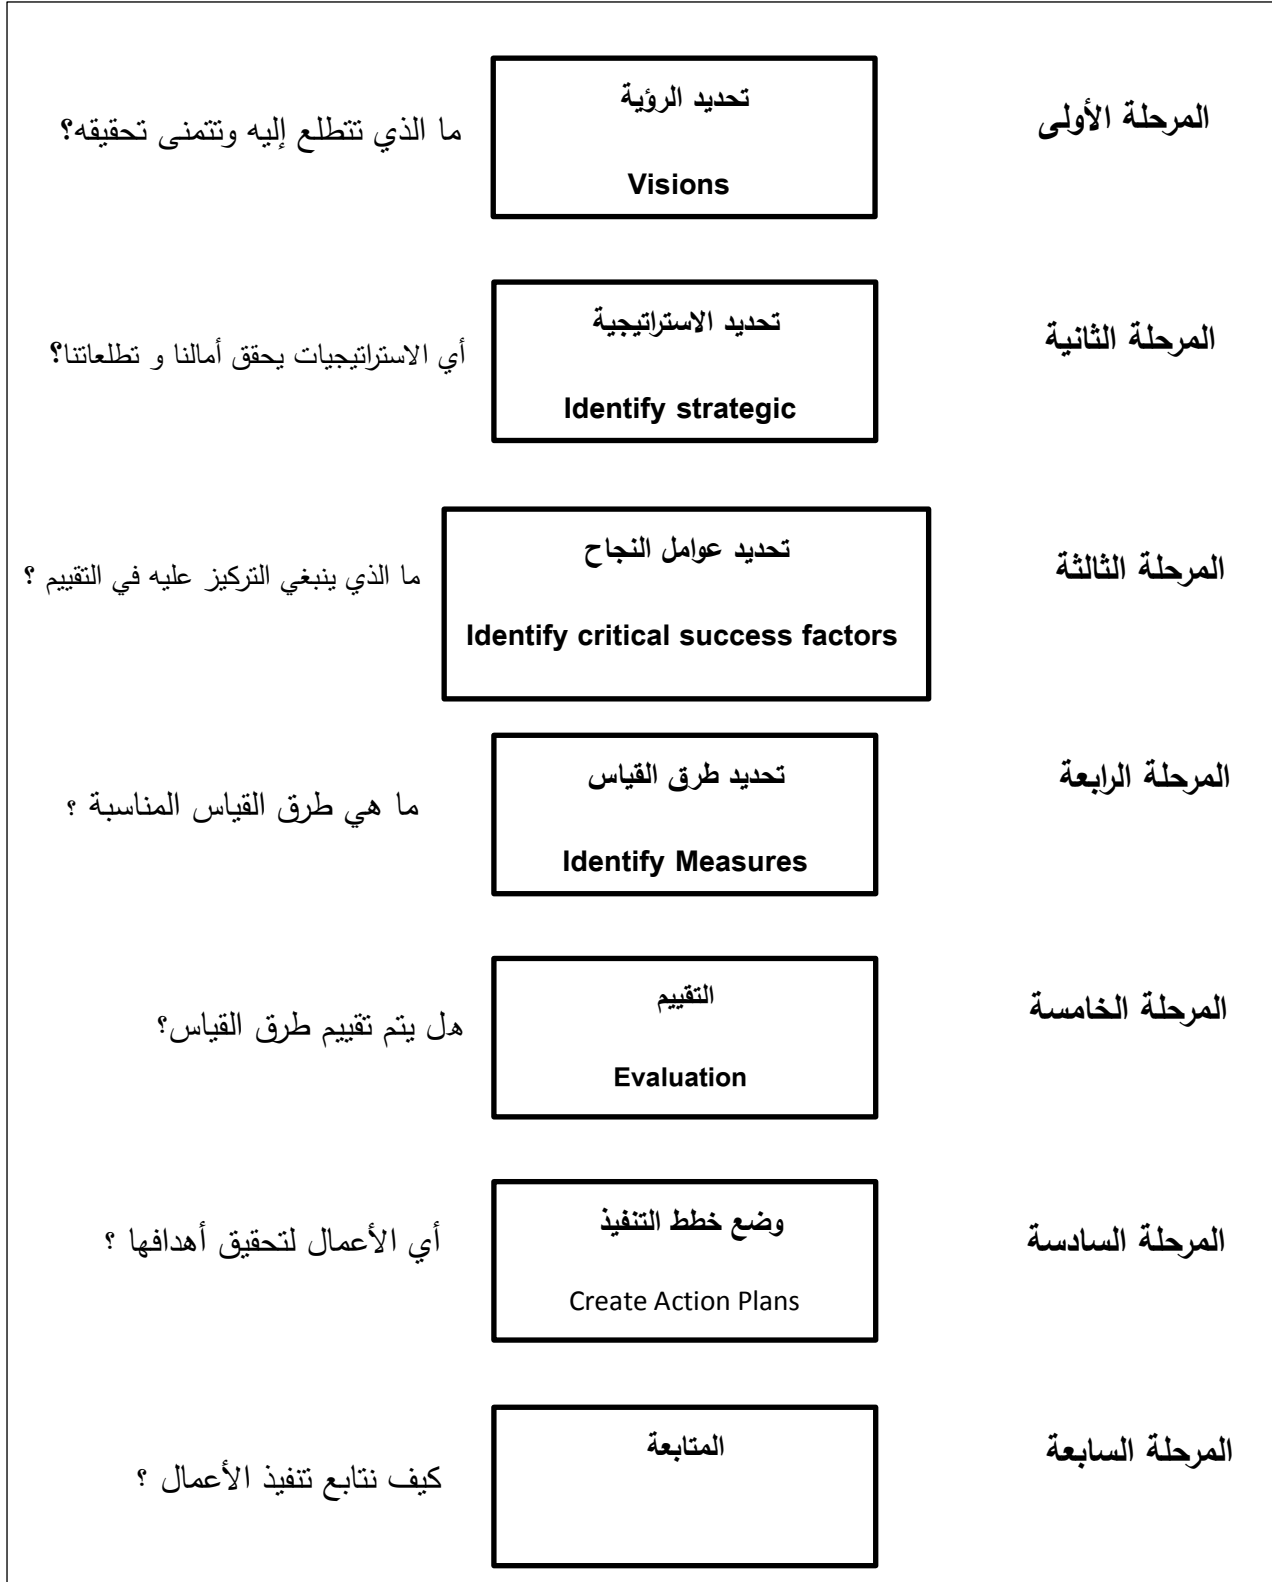 المرحلة الأولى
تحديد الرؤية
Visions
ما الذي تتطلع إليه وتتمنى تحقيقه؟
المرحلة الثانية
تحديد الاستراتيجية
Identify strategic
أي الاستراتيجيات يحقق أمالنا و تطلعاتنا؟
المرحلة الثالثة
تحديد عوامل النجاح
Identify critical success factors
ما الذي ينبغي التركيز عليه في التقييم ؟
المرحلة الرابعة
تحديد طرق القياس
Identify Measures
ما هي طرق القياس المناسبة ؟
المرحلة الخامسة
التقييم
Evaluation
هل يتم تقييم طرق القياس؟
المرحلة السادسة
وضع خطط التنفيذ
Create Action Plans
أي الأعمال لتحقيق أهدافها ؟
المرحلة السابعة
المتابعة
كيف نتابع تنفيذ الأعمال ؟